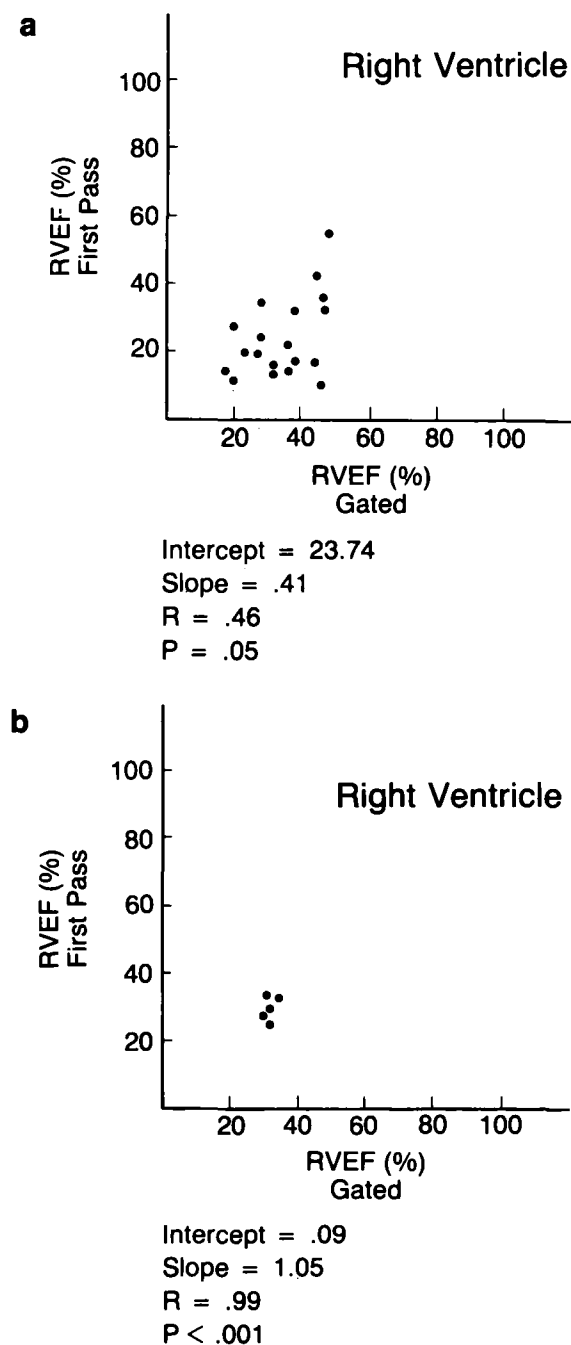 a
Right Ventricle
100
80
60
40
20
RVEF (%)
First Pass
20 40 60 80 100
RVEF (%)
Gated
Intercept = 23.74
Slope = .41
R = .46
P = .05
b
Right Ventricle
100
80
60
40
20
RVEF (%)
First Pass
20 40 60 80 100
RVEF (%)
Gated
Intercept = .09
Slope = 1.05
R = .99
P < .001